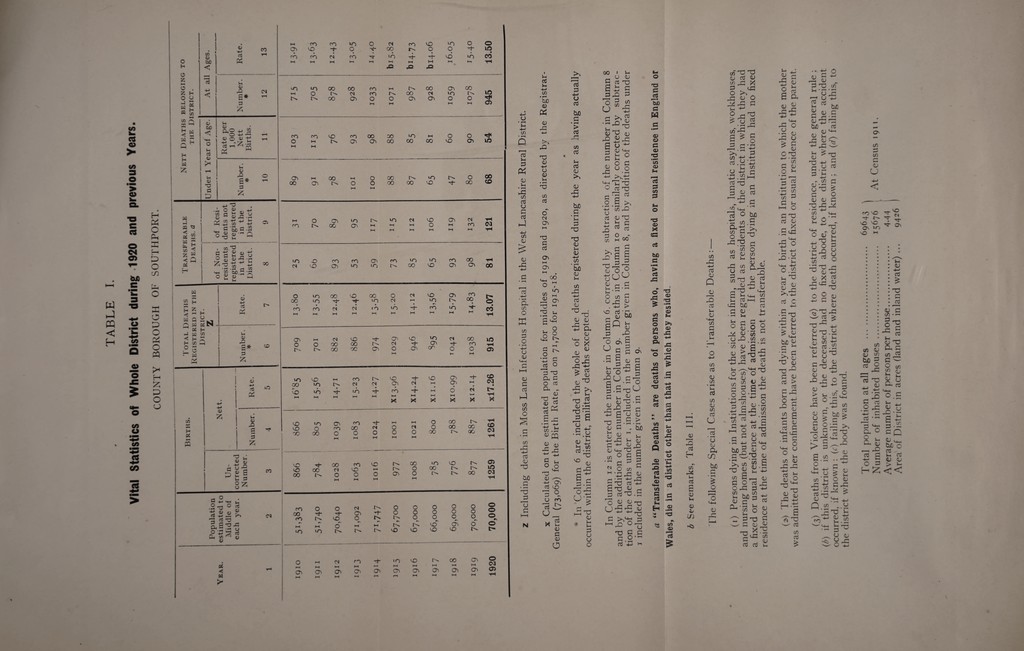 TABLE I.
Vital Statistics of Whole District during 1920 and previous Years.
COUNTY BOROUGH OF SOUTHPORT.
YEAR.
Population estimated to Middle of each year.
BIRTHS.
Un-corrected Number.
Nett.
Number. Rate.
TOTAL DEATHS REGISTERED IN THE DISTRICT. Z
Number. * Rate.
TRANSFERABLE DEATHS. a
of Non-residents registered in the District.
of Resi-dents not registered in the District.
NETT DEATHS BELONGING TO THE DISTRICT.
Under 1 Year of Age. At all Ages.
Number. * Rate per 1,000 Nett Births. Number. * Rate.
1 2 3 4 5 6 7 8 9 10 11 12 13
1910 51,383 866 866 16·85 709 13·80 25 31 89 103 715 13·91
1911 51,740 784 805 15·56 701 13·55 60 70 91 113 705 13·63
1912 70,640 1028 1039 14·71 882 12·48 93 89 78 76 878 12·43
1913 71,092 1063 1083 15·23 886 12·46 53 95 101 93 928 13·05
1914 71,747 1016 1024 14·27 974 13·58 59 117 100 98 1033 14·40
1915 67,700 977 1001 x13·96 1029 15·20 73 115 88 88 1071 b15·82
1916 67,000 1008 1021 x14·24 946 14·12 85 112 87 85 987 b14·73
1917 66,000 785 800 x11·16 895 13·56 65 106 65 81 928 b14·06
1918 69,000 776 788 x10·99 1042 15·79 93 119 47 60 1059 16·05
1919 70,000 877 887 x12·14 1038 14·83 98 132 80 90 1078 15·40
1920 70,000 1259 1261 x17.26 915 13.07 81 121 68 54 945 13.50
z Including deaths in Moss Lane Infectious Hospital in the West Lancashire Rural District.
x Calculated on the estimated population for middles of 1919 and 1920, as directed by the Registrar-
General (73,069) for the Birth Rate, and on 71,700 for 1915-18.
* In Column 6 are included the whole of the deaths registered during the year as having actually
occurred within the district, military deaths excepted.
In Column 12 is entered the number in Column 6, corrected by subtraction of the number in Column 8
and by the addition of the number in Column 9. Deaths in Column 10 are similarly corrected by subtrac-
tion of the deaths under 1, included in the number given in Column 8, and by addition of the deaths under
1 included in the number given in Column 9.
a "Transferable Deaths" are deaths of persons who, having a fixed or usual residence in England or
Wales, die in a district other than that in which they resided.
b See remarks, Table III.
The following Special Cases arise as to Transferable Deaths:—
(1) Persons dying in Institutions for the sick or infirm, such as hospitals, lunatic asylums, workhouses,
and nursing homes (but not almshouses) have been regarded as residents of the district in which they had
a fixed or usual residence at the time of admission. If the person dying in an Institution had no fixed
residence at the time of admission the death is not transferable.
(2) The deaths of infants born and dying within a year of birth in an Institution to which the mother
was admitted for her confinement have been referred to the district of fixed or usual residence of the parent.
(3) Deaths from Violence have been referred (a) to the district of residence, under the general rule;
(b) if this district is unknown, or the deceased had no fixed abode, to the district where the accident
occurred, if known; (c) failing this, to the district where death occurred, if known; and (d) failing this, to
the district where the body was found.
Total population at all ages ........................ 69643
Number of inhabited houses ..................... 15676
Average number of persons per house............ 4.44
Area of District in acres (land and inland water)... 9426
At Census 1911.